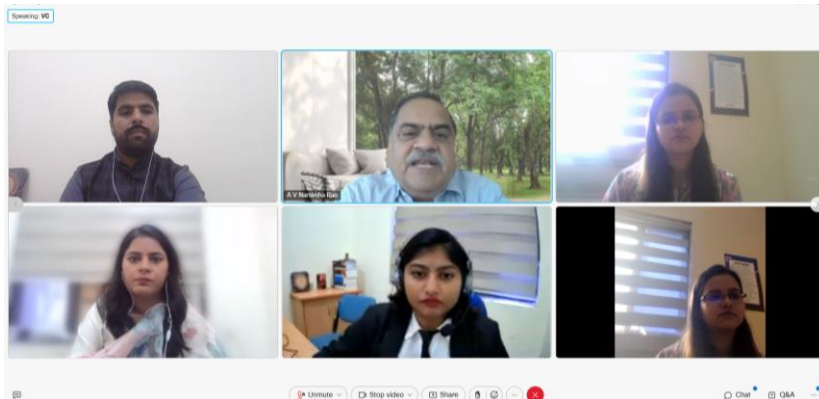 Speaking: VC
A V Narsimha Rao
Unmute
Stop video
Share
Chat
Q&A